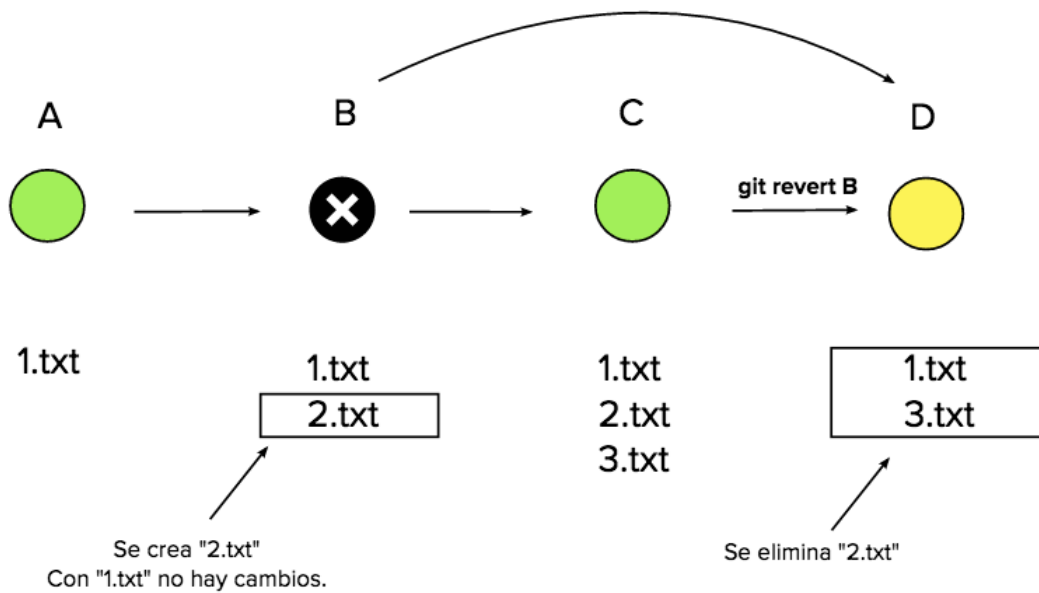 A
B
C
D
git revert B
1.txt
1.txt
2.txt
1.txt
2.txt
3.txt
1.txt
3.txt
Se crea "2.txt"
Con "1.txt" no hay cambios.
Se elimina "2.txt"